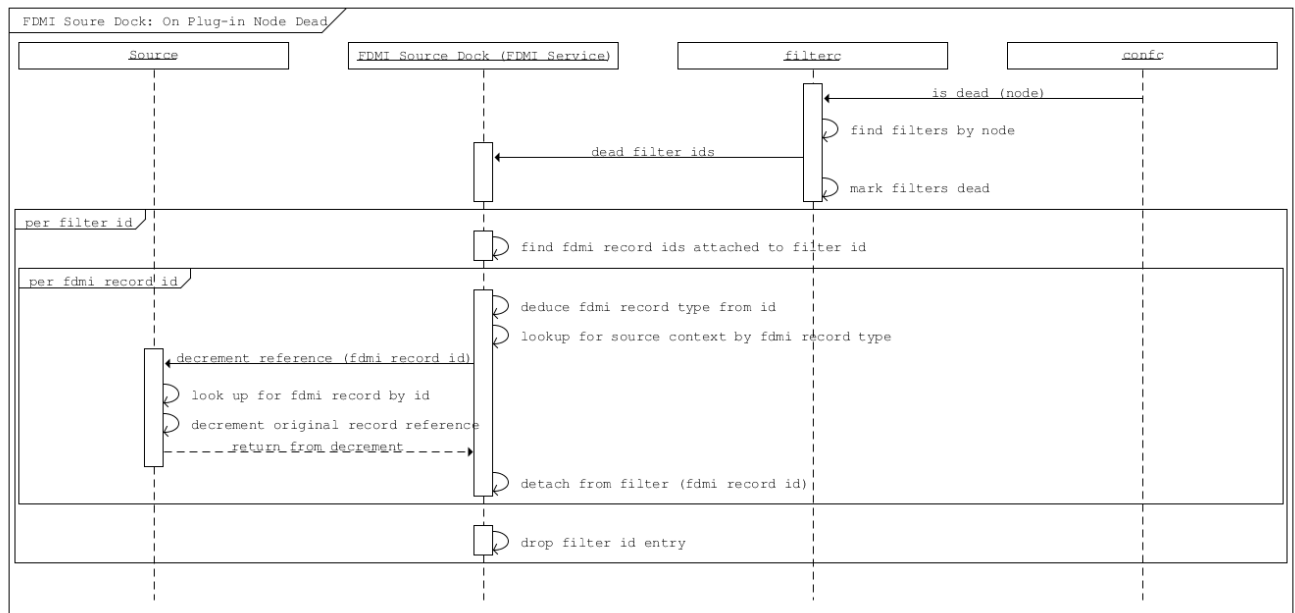 FDMI Soure Dock: On Plug-in Node Dead
Source
FDMI Source Dock (FDMI Service)
filterc
confc
is dead (node)
find filters by node
dead filter ids
mark filters dead
per filter id
find fdmi record ids attached to filter id
per fdmi record id
deduce fdmi record type from id
lookup for source context by fdmi record type
decrement reference (fdmi record id)
look up for fdmi record by id
decrement original record reference
return from decrement
detach from filter (fdmi record id)
drop filter id entry